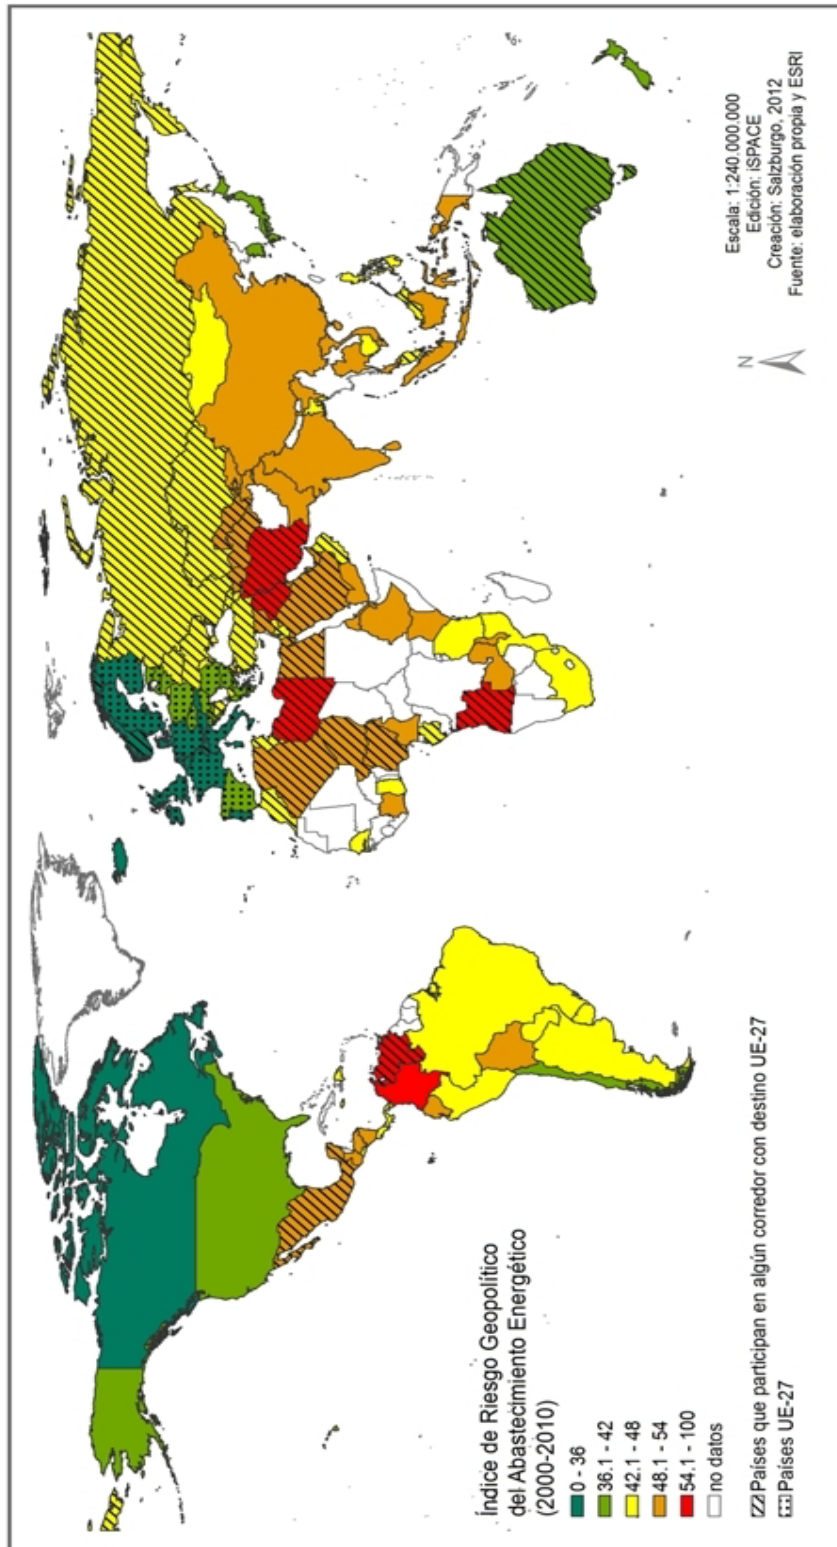 Índice de Riesgo Geopolítico
del Abastecimiento Energético
(2000-2010)
0 - 36
36.1 - 42
42.1 - 48
48.1 - 54
54.1 - 100
no datos
Países que participan en algún corredor con destino UE-27
Países UE-27
N
Escala: 1:240.000.000
Edición: iSPACE
Creación: Salzburgo, 2012
Fuente: elaboración propia y ESRI